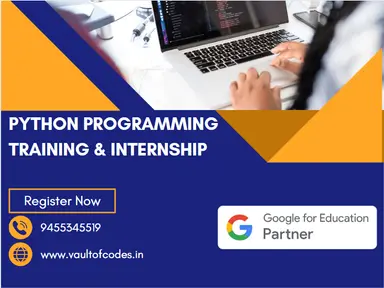 PYTHON PROGRAMMING
TRAINING & INTERNSHIP
Register Now
9455345519
www.vaultofcodes.in
Google for Education
Partner